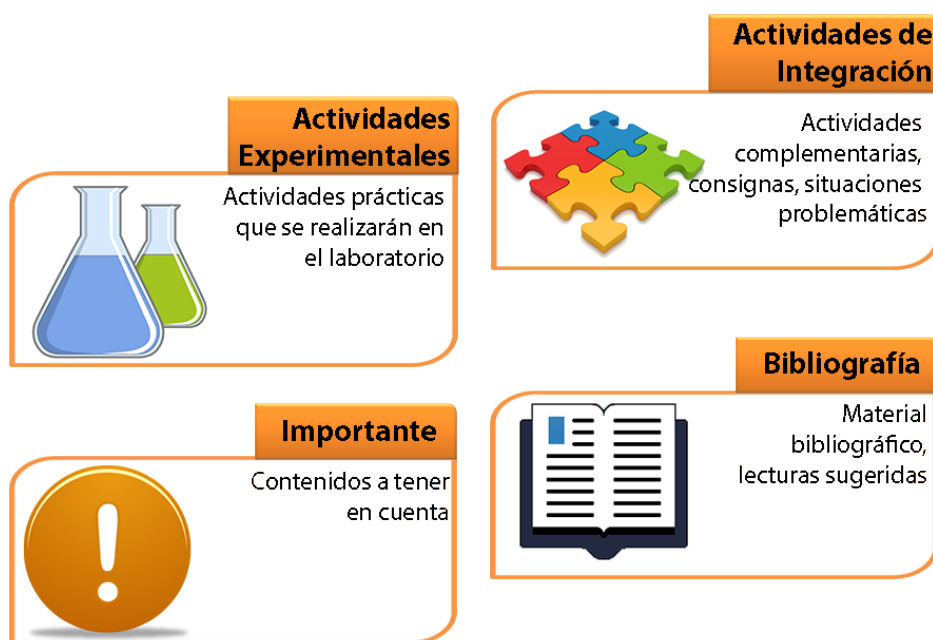 Actividades
Experimentales
Actividades prácticas
que se realizarán en
el laboratorio
Actividades de
Integración
Actividades
complementarias,
consignas, situaciones
problemáticas
Importante
Contenidos a tener
en cuenta
Bibliografía
Material
bibliográfico,
lecturas sugeridas